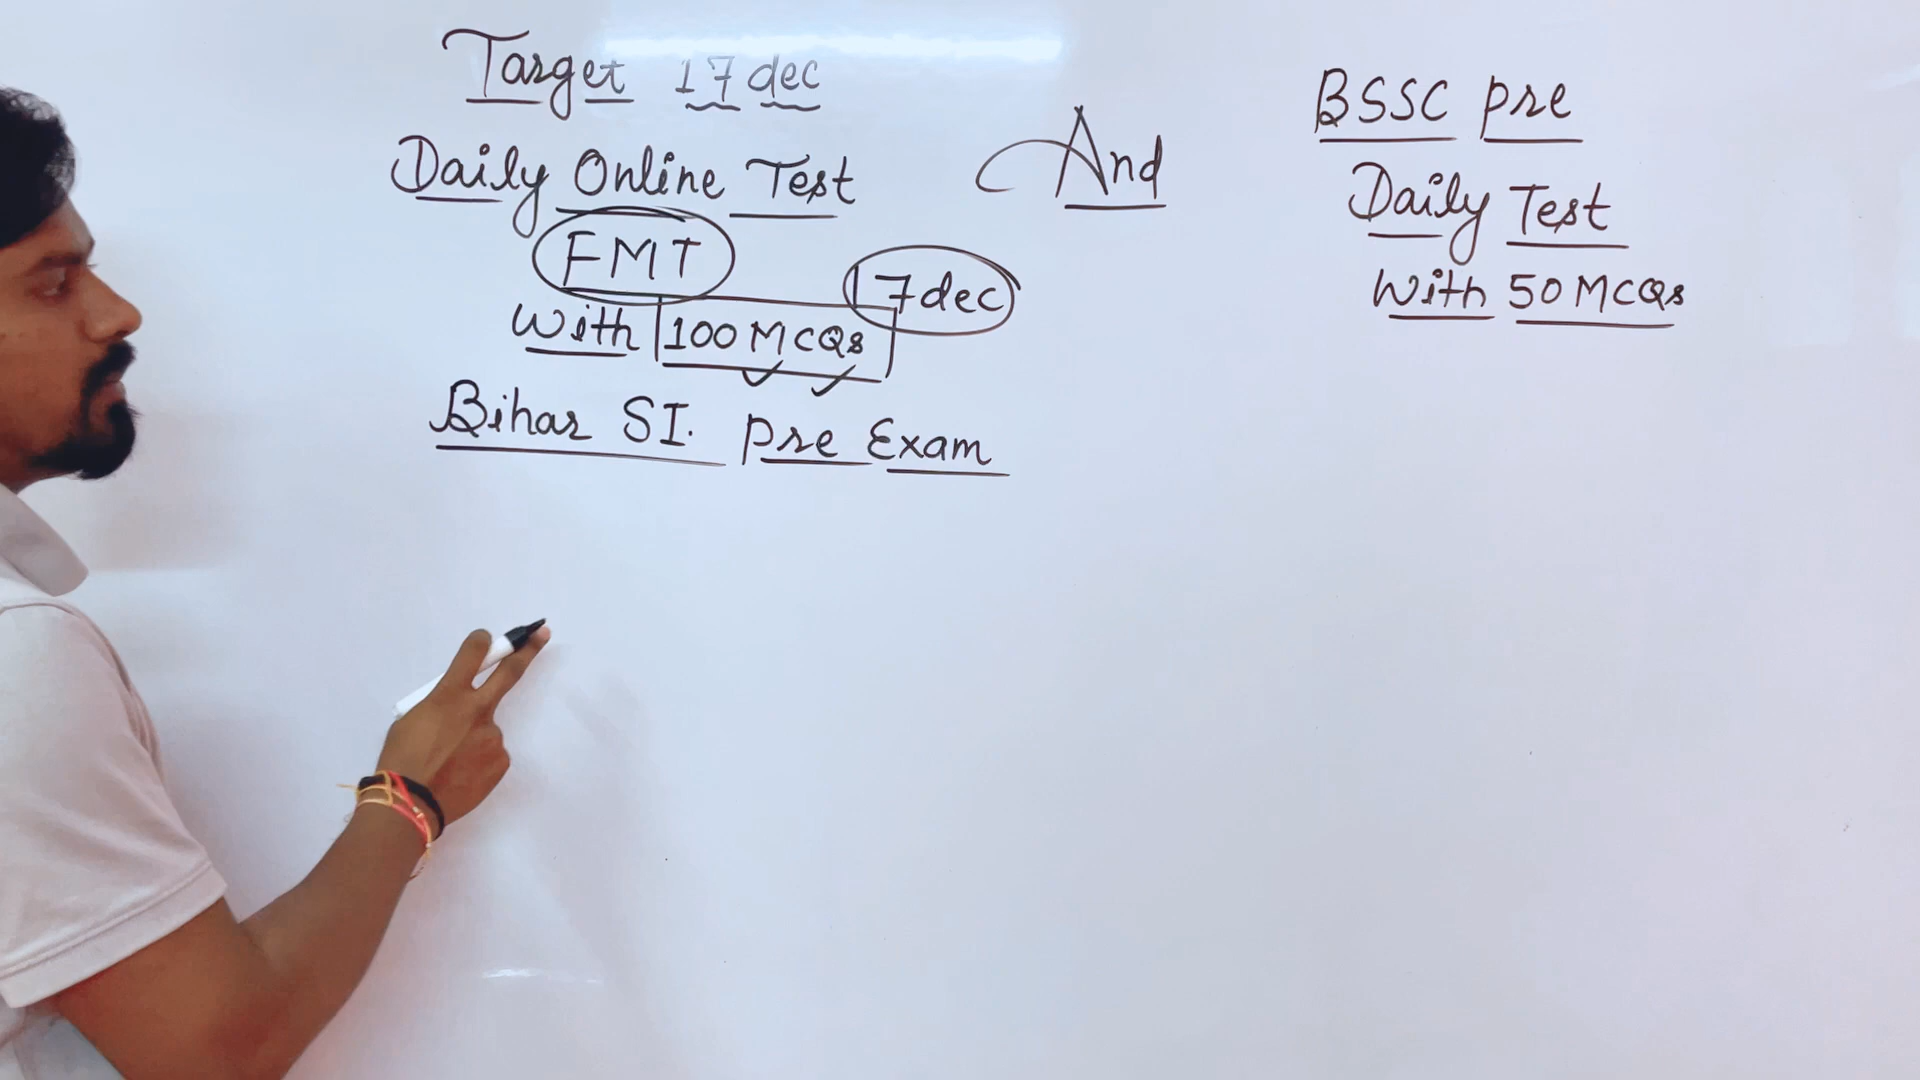 Target 17 dec
Daily Online Test
FMT
17 dec
With 100 MCQs
Bihar SI. Pre Exam
And
BSSC Pre
Daily Test
With 50 MCQs